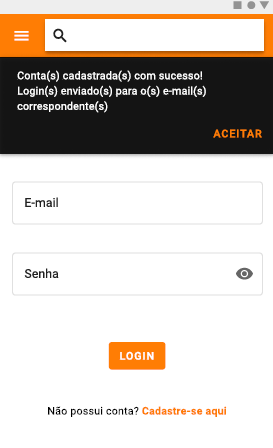 Conta(s) cadastrada(s) com sucesso!
Login(s) enviado(s) para o(s) e-mail(s)
correspondente(s)
ACEITAR
E-mail
Senha
LOGIN
Não possui conta? Cadastre-se aqui